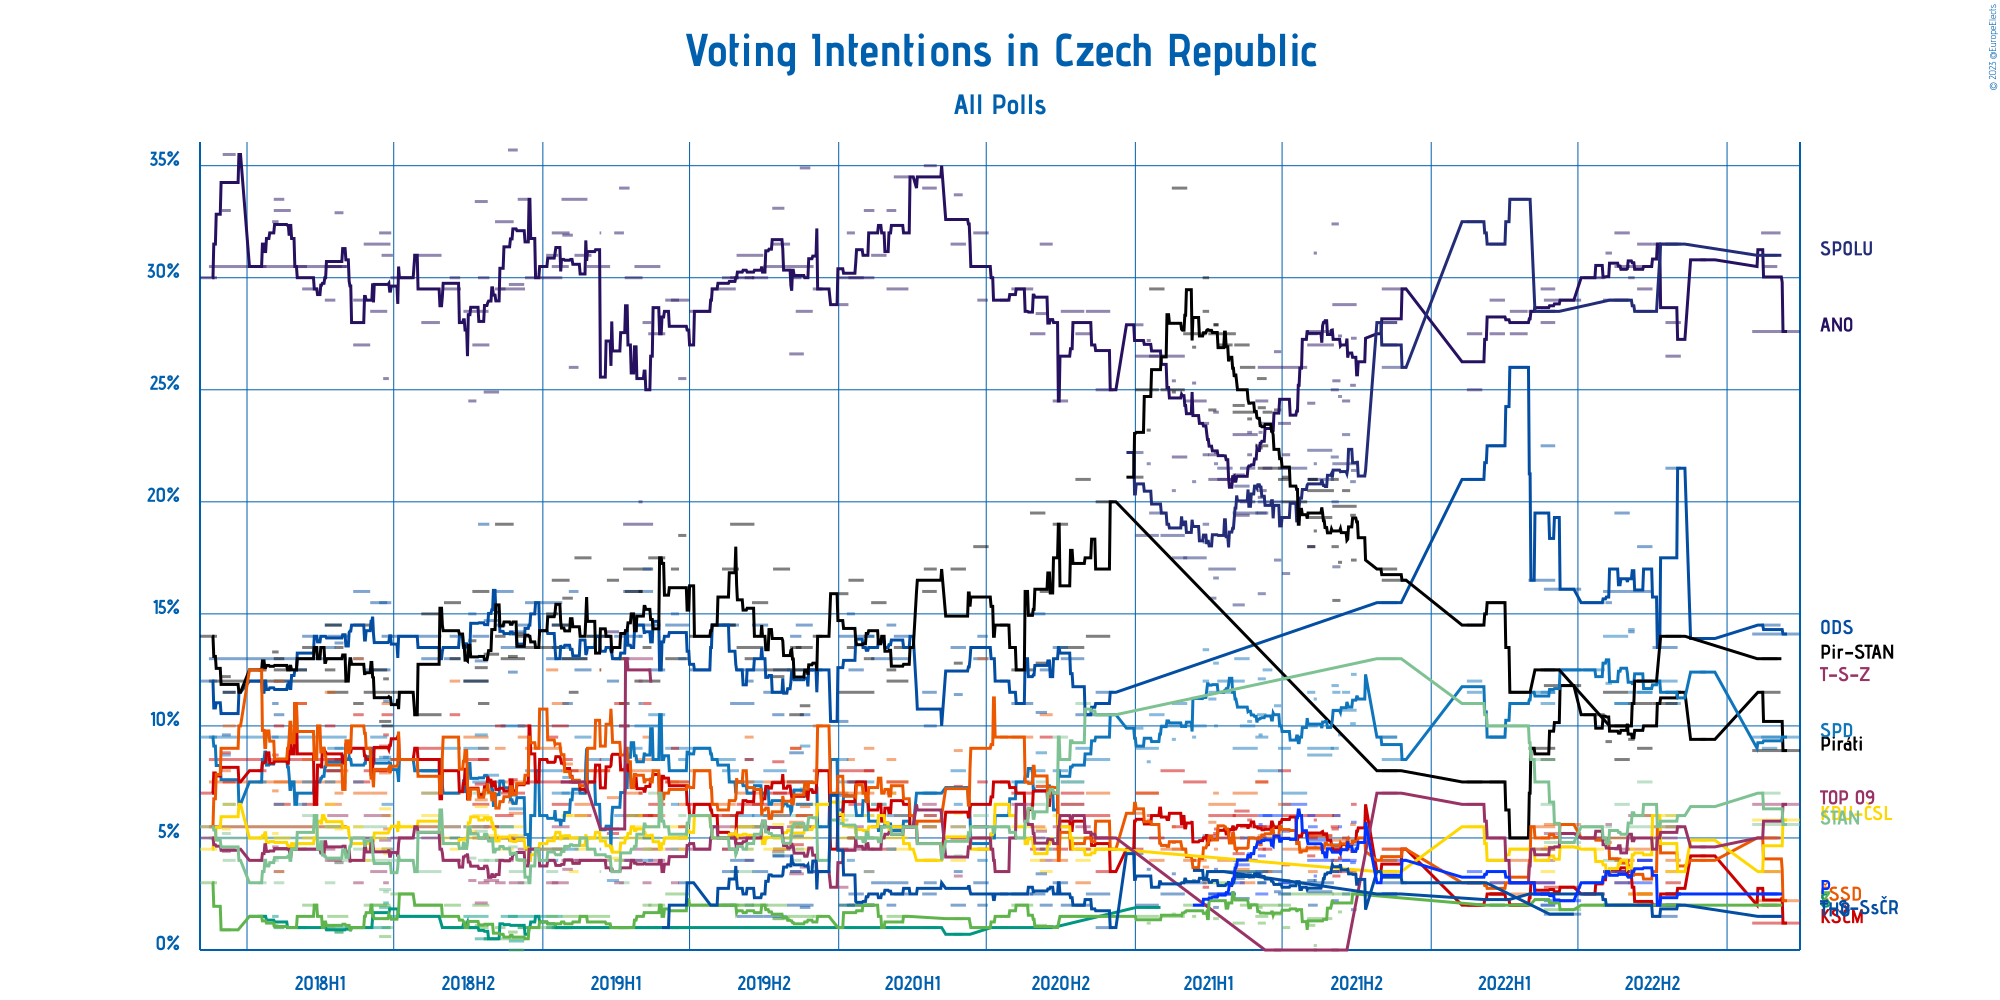 Voting Intentions in Czech Republic
All Polls
© 2023 @EuropeElects
35%
30%
25%
20%
15%
10%
5%
0%
SPOLU
ANO
ODS
Pir-STAN
T-S-Z
SPD
Piráti
TOP 09
KDU-ČSL
STAN
P
ČSSD
KSČM
2018H1
2018H2
2019H1
2019H2
2020H1
2020H2
2021H1
2021H2
2022H1
2022H2